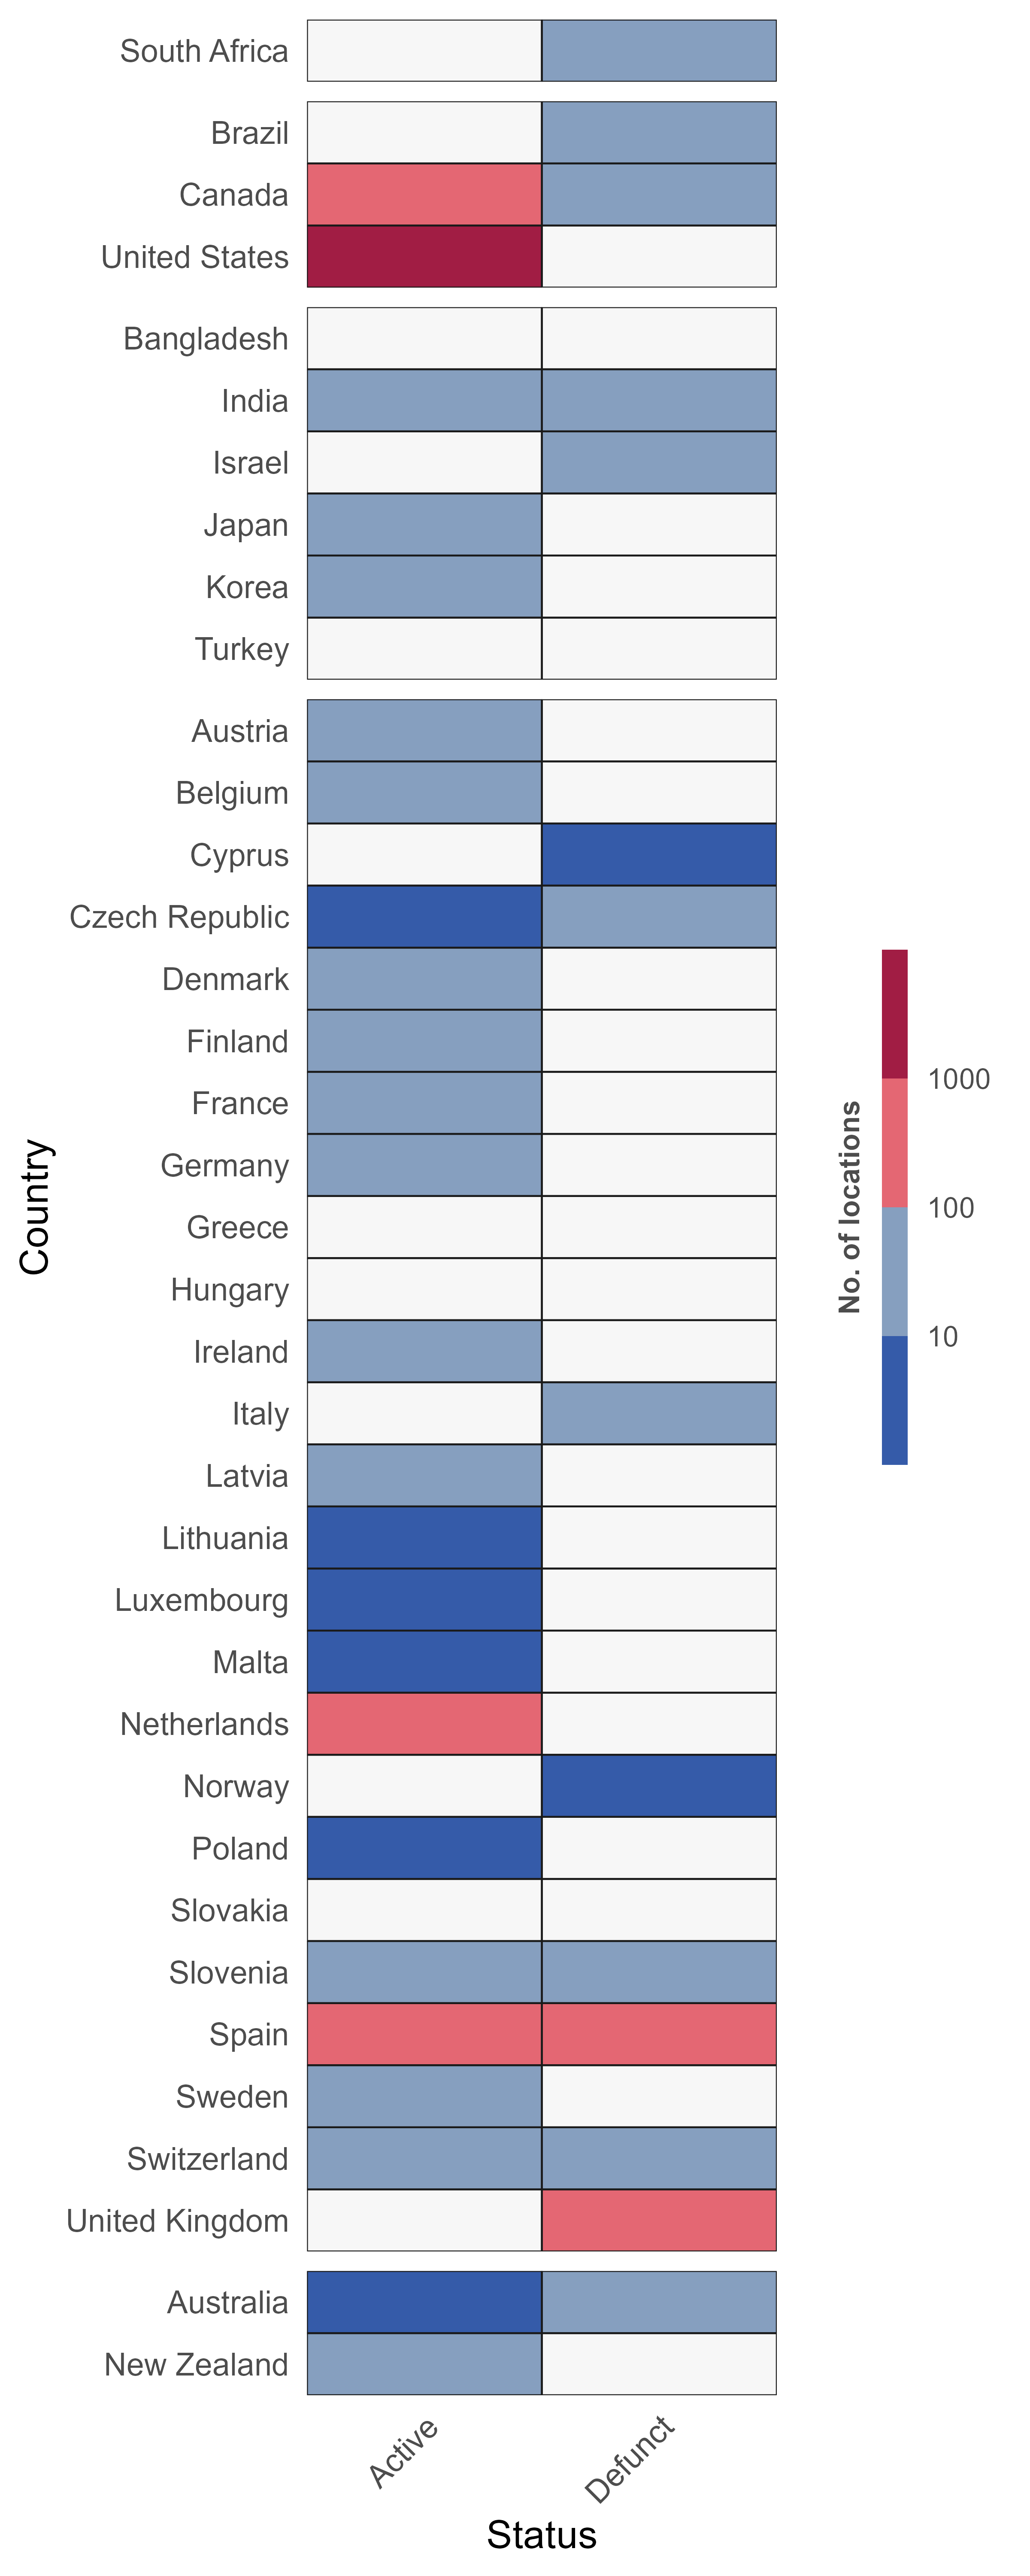 South Africa
Brazil
Canada
United States
Bangladesh
India
Israel
Japan
Korea
Turkey
Austria
Belgium
Cyprus
Czech Republic
Denmark
Finland
France
Germany
Greece
Hungary
Ireland
Italy
Latvia
Lithuania
Luxembourg
Malta
Netherlands
Norway
Poland
Slovakia
Slovenia
Spain
Sweden
Switzerland
United Kingdom
Australia
New Zealand
Country
Active
Defunct
Status
No. of locations
1000
100
10